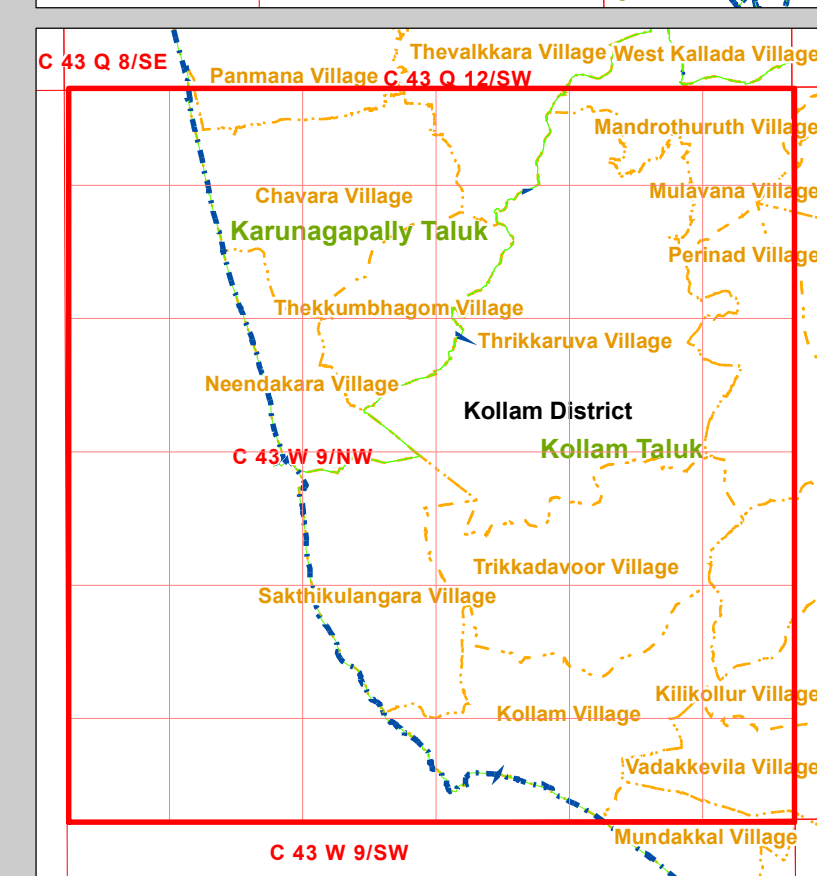 Thevalkkara Village
West Kallada Village
C 43 Q 8/SE
Panmana Village
C 43 Q 12/SW
Mandrothuruth Village
Mulavana Village
Chavara Village
Karunagapally Taluk
Perinad Village
Thekkumbhagom Village
Thrikkaruva Village
Neendakara Village
Kollam District
Kollam Taluk
C 43 W 9/NW
Trikkadavoor Village
Sakthikulangara Village
Kilikollur Village
Kollam Village
Vadakkevila Village
Mundakkal Village
C 43 W 9/SW